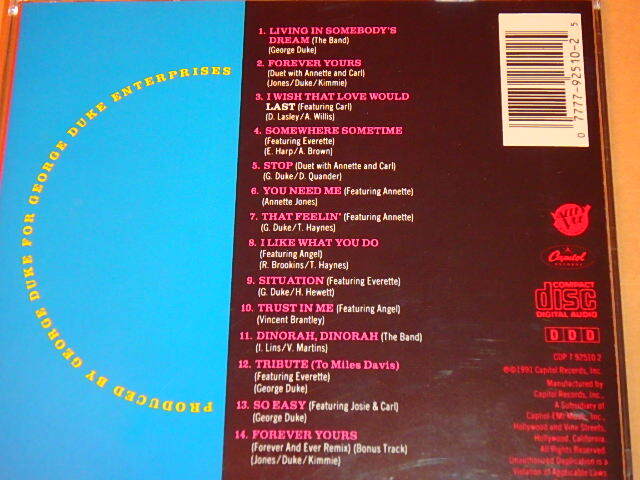 PRODUCED BY GEORGE DUKE FOR GEORGE DUKE ENTERPRISES
1. LIVING IN SOMEBODY'S
DREAM (The Band)
(George Duke)
2. FOREVER YOURS
(Duet with Annette and Carl)
(Jones/Duke/Kimmie)
3. I WISH THAT LOVE WOULD
LAST (Featuring Carl)
(D. Lasley/A. Willis)
4. SOMEWHERE SOMETIME
(Featuring Everette)
(E. Harp/A. Brown)
5. STOP (Duet with Annette and Carl)
(G. Duke/D. Quander)
6. YOU NEED ME (Featuring Annette)
(Annette Jones)
7. THAT FEELIN' (Featuring Annette)
(G. Duke/T. Haynes)
8. I LIKE WHAT YOU DO
(Featuring Angel)
(R. Brookins/T. Haynes)
9. SITUATION (Featuring Everette)
(G. Duke/H. Hewett)
10. TRUST IN ME (Featuring Angel)
(Vincent Brantley)
11. DINORAH, DINORAH (The Band)
(I. Lins/V. Martins)
12. TRIBUTE (To Miles Davis)
(Featuring Everette)
(George Duke)
13. SO EASY (Featuring Josie & Carl)
(George Duke)
14. FOREVER YOURS
(Forever And Ever Remix) (Bonus Track)
(Jones/Duke/Kimmie)
0 7777-92510-2 5
Capitol
RECORDS
COMPACT
disc
DIGITAL AUDIO
D D D
CDP 7 92510 2
℗©1991 Capitol Records, Inc.
Manufactured by
Capitol Records, Inc.
A Subsidiary of
Capitol-EMI Music, Inc.,
Hollywood and Vine Streets,
Hollywood, California.
All Rights Reserved.
Unauthorized Duplication is a
Violation of Applicable Laws